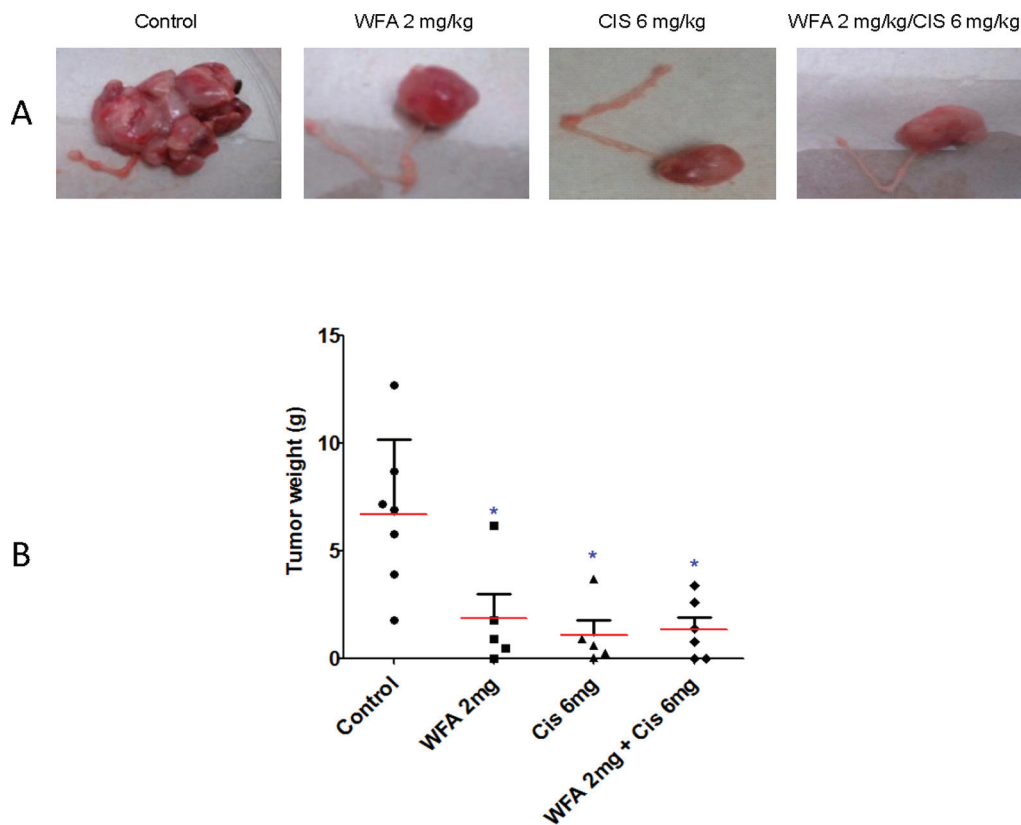 Control
WFA 2 mg/kg
CIS 6 mg/kg
WFA 2 mg/kg/CIS 6 mg/kg
A
B
Tumor weight (g)
15
10
5
0
*
*
*
Control
WFA 2mg
Cis 6mg
WFA 2mg + Cis 6mg